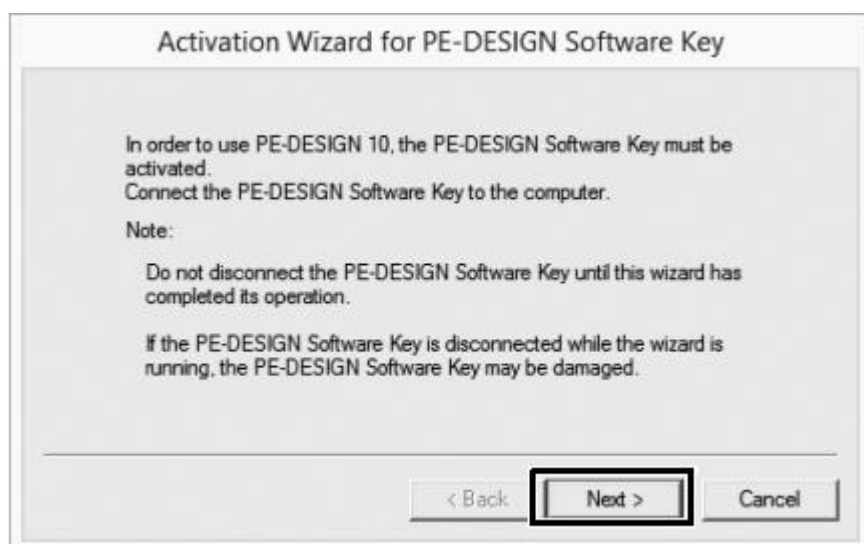 Activation Wizard for PE-DESIGN Software Key
In order to use PE-DESIGN 10, the PE-DESIGN Software Key must be
activated.
Connect the PE-DESIGN Software Key to the computer.
Note:
Do not disconnect the PE-DESIGN Software Key until this wizard has
completed its operation.
If the PE-DESIGN Software Key is disconnected while the wizard is
running, the PE-DESIGN Software Key may be damaged.
< Back Next > Cancel